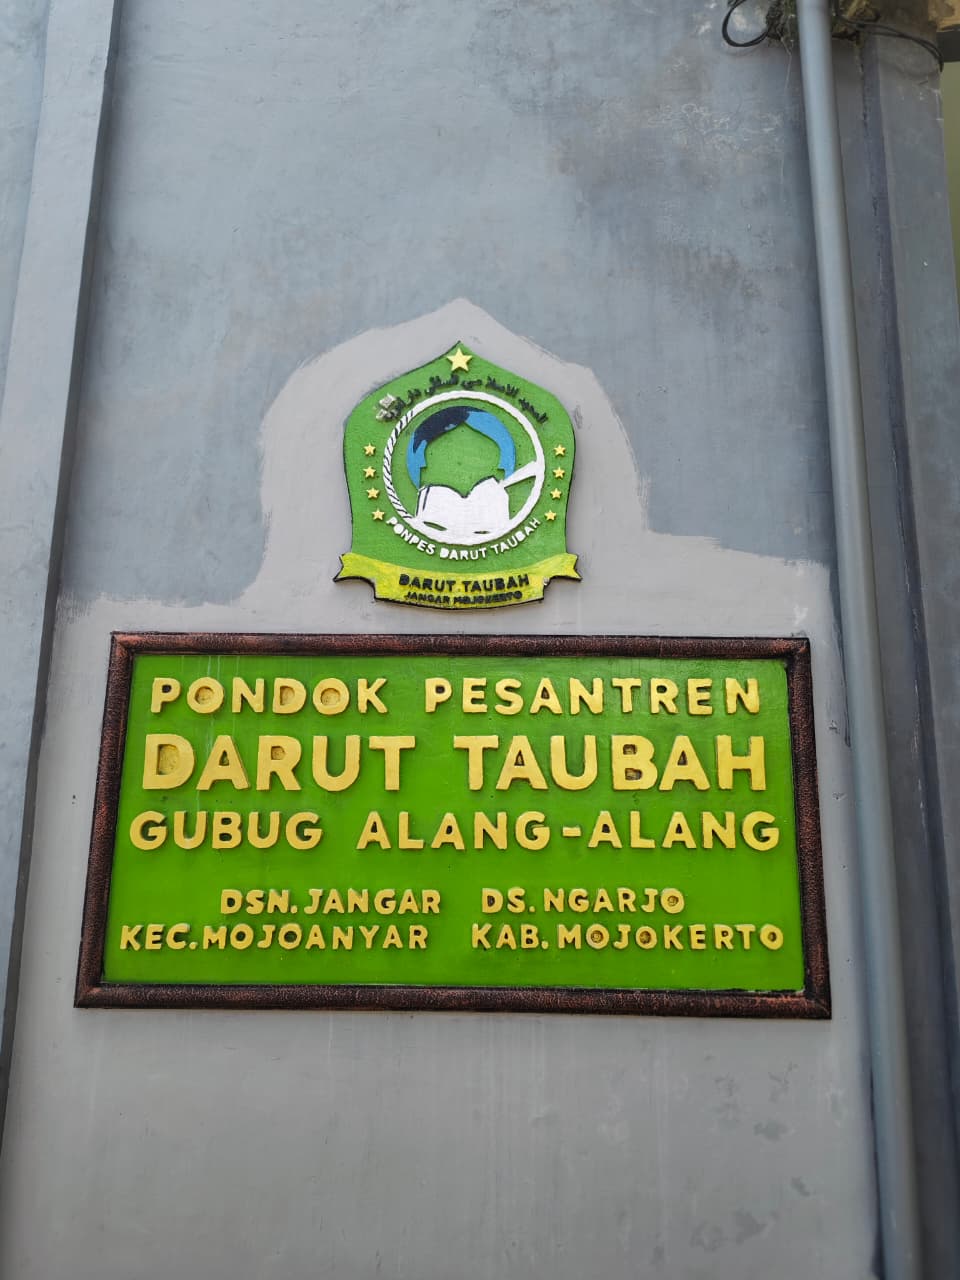 PONPES DARUT TAUBAH
DARUT TAUBAH
JANGAR MOJOKERTO
PONDOK PESANTREN
DARUT TAUBAH
GUBUG ALANG-ALANG
DSN. JANGAR DS. NGARJO
KEC. MOJOANYAR KAB. MOJOKERTO